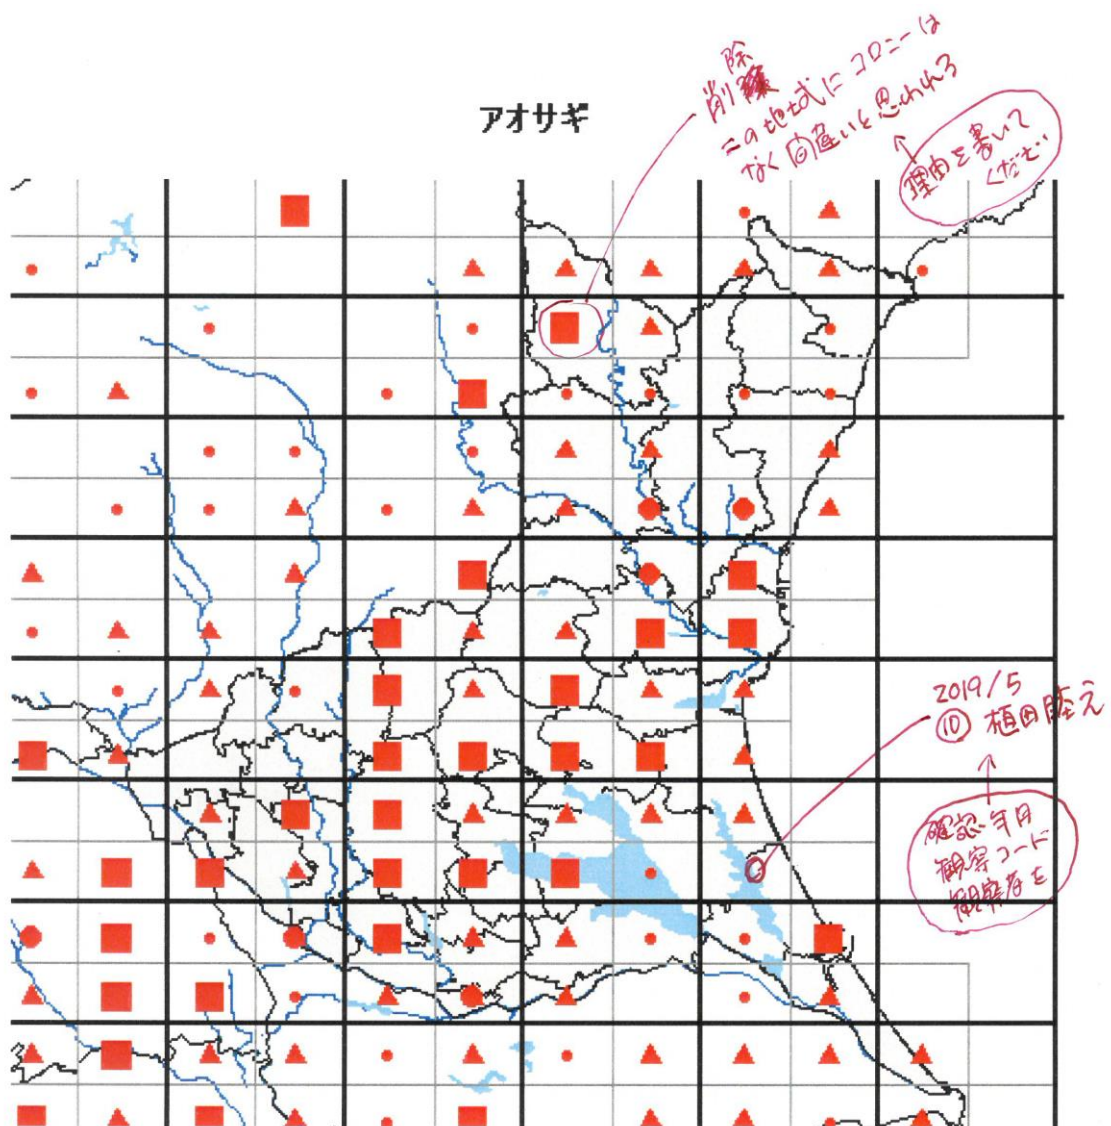 アオサギ
削除
この地域にコロニーは
なく間違いと思われる
理由を書いて
ください
2019/5
⑩ 植田睦之
確認年月
観察コード
観察者を